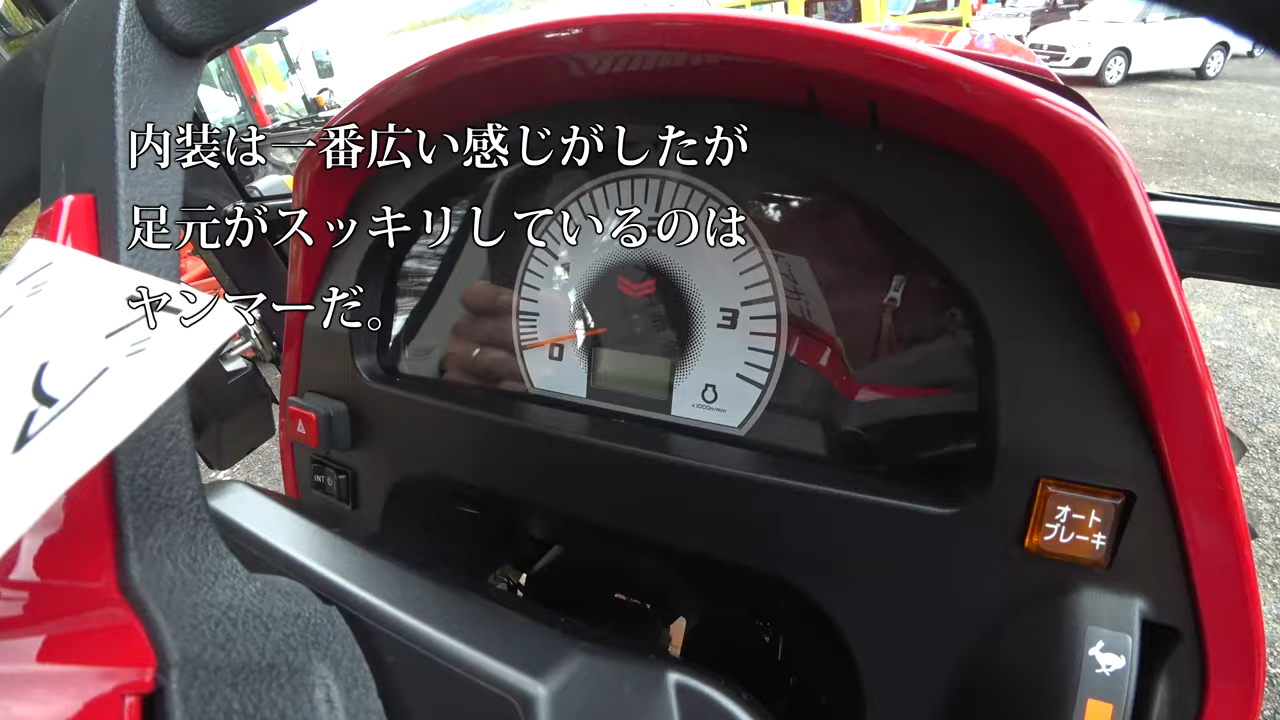 内装は一番広い感じがしたが
足元がスッキリしているのは
ヤンマーだ。
0
3
x1000r/min
INT
オート
ブレーキ